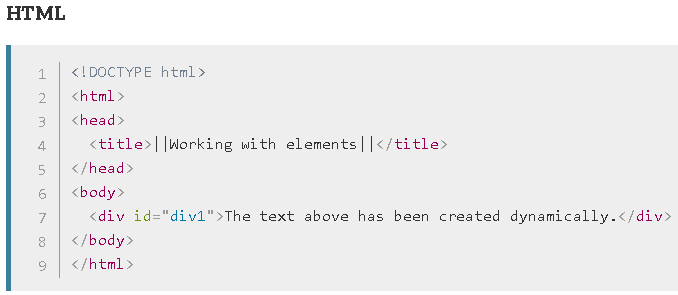 HTML
1 <!DOCTYPE html>
2 <html>
3 <head>
4   <title>||Working with elements||</title>
5 </head>
6 <body>
7   <div id="div1">The text above has been created dynamically.</div>
8 </body>
9 </html>